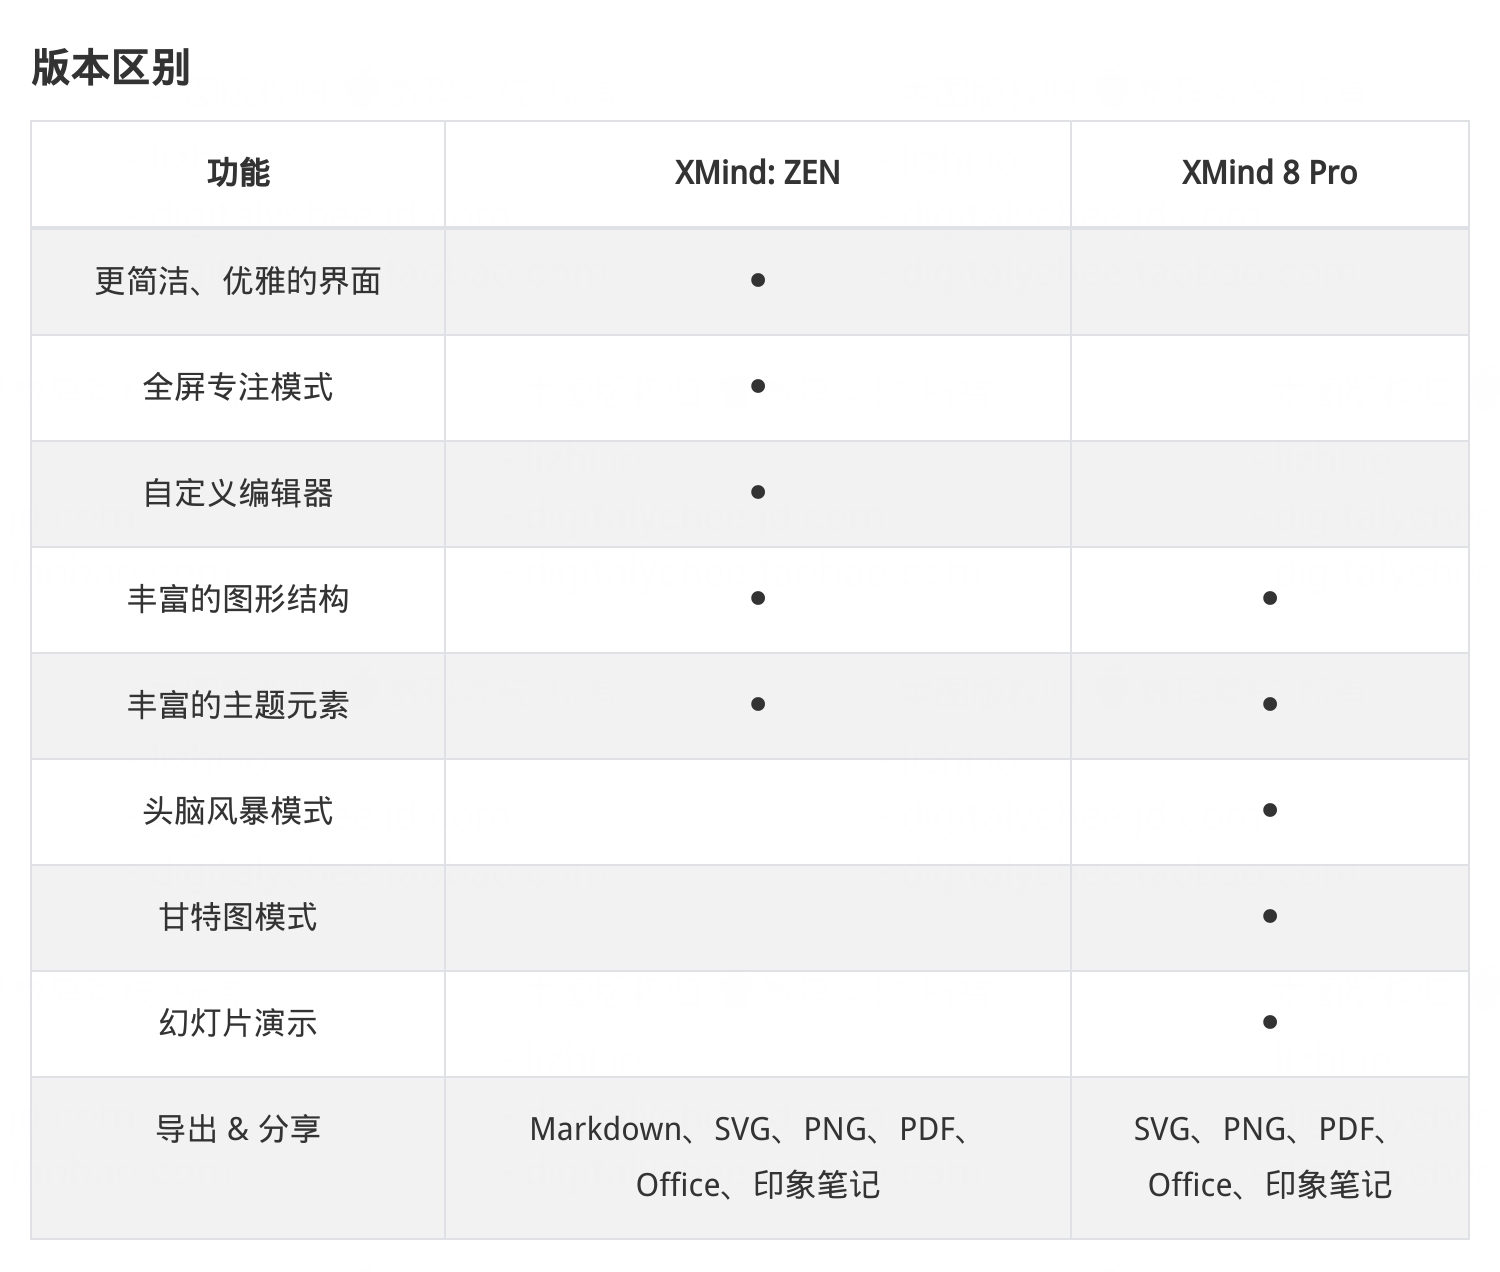 版本区别
功能 XMind: ZEN XMind 8 Pro
更简洁、优雅的界面 ●
全屏专注模式 ●
自定义编辑器 ●
丰富的图形结构 ● ●
丰富的主题元素 ● ●
头脑风暴模式 ●
甘特图模式 ●
幻灯片演示 ●
导出 & 分享 Markdown、SVG、PNG、PDF、 SVG、PNG、PDF、
Office、印象笔记 Office、印象笔记